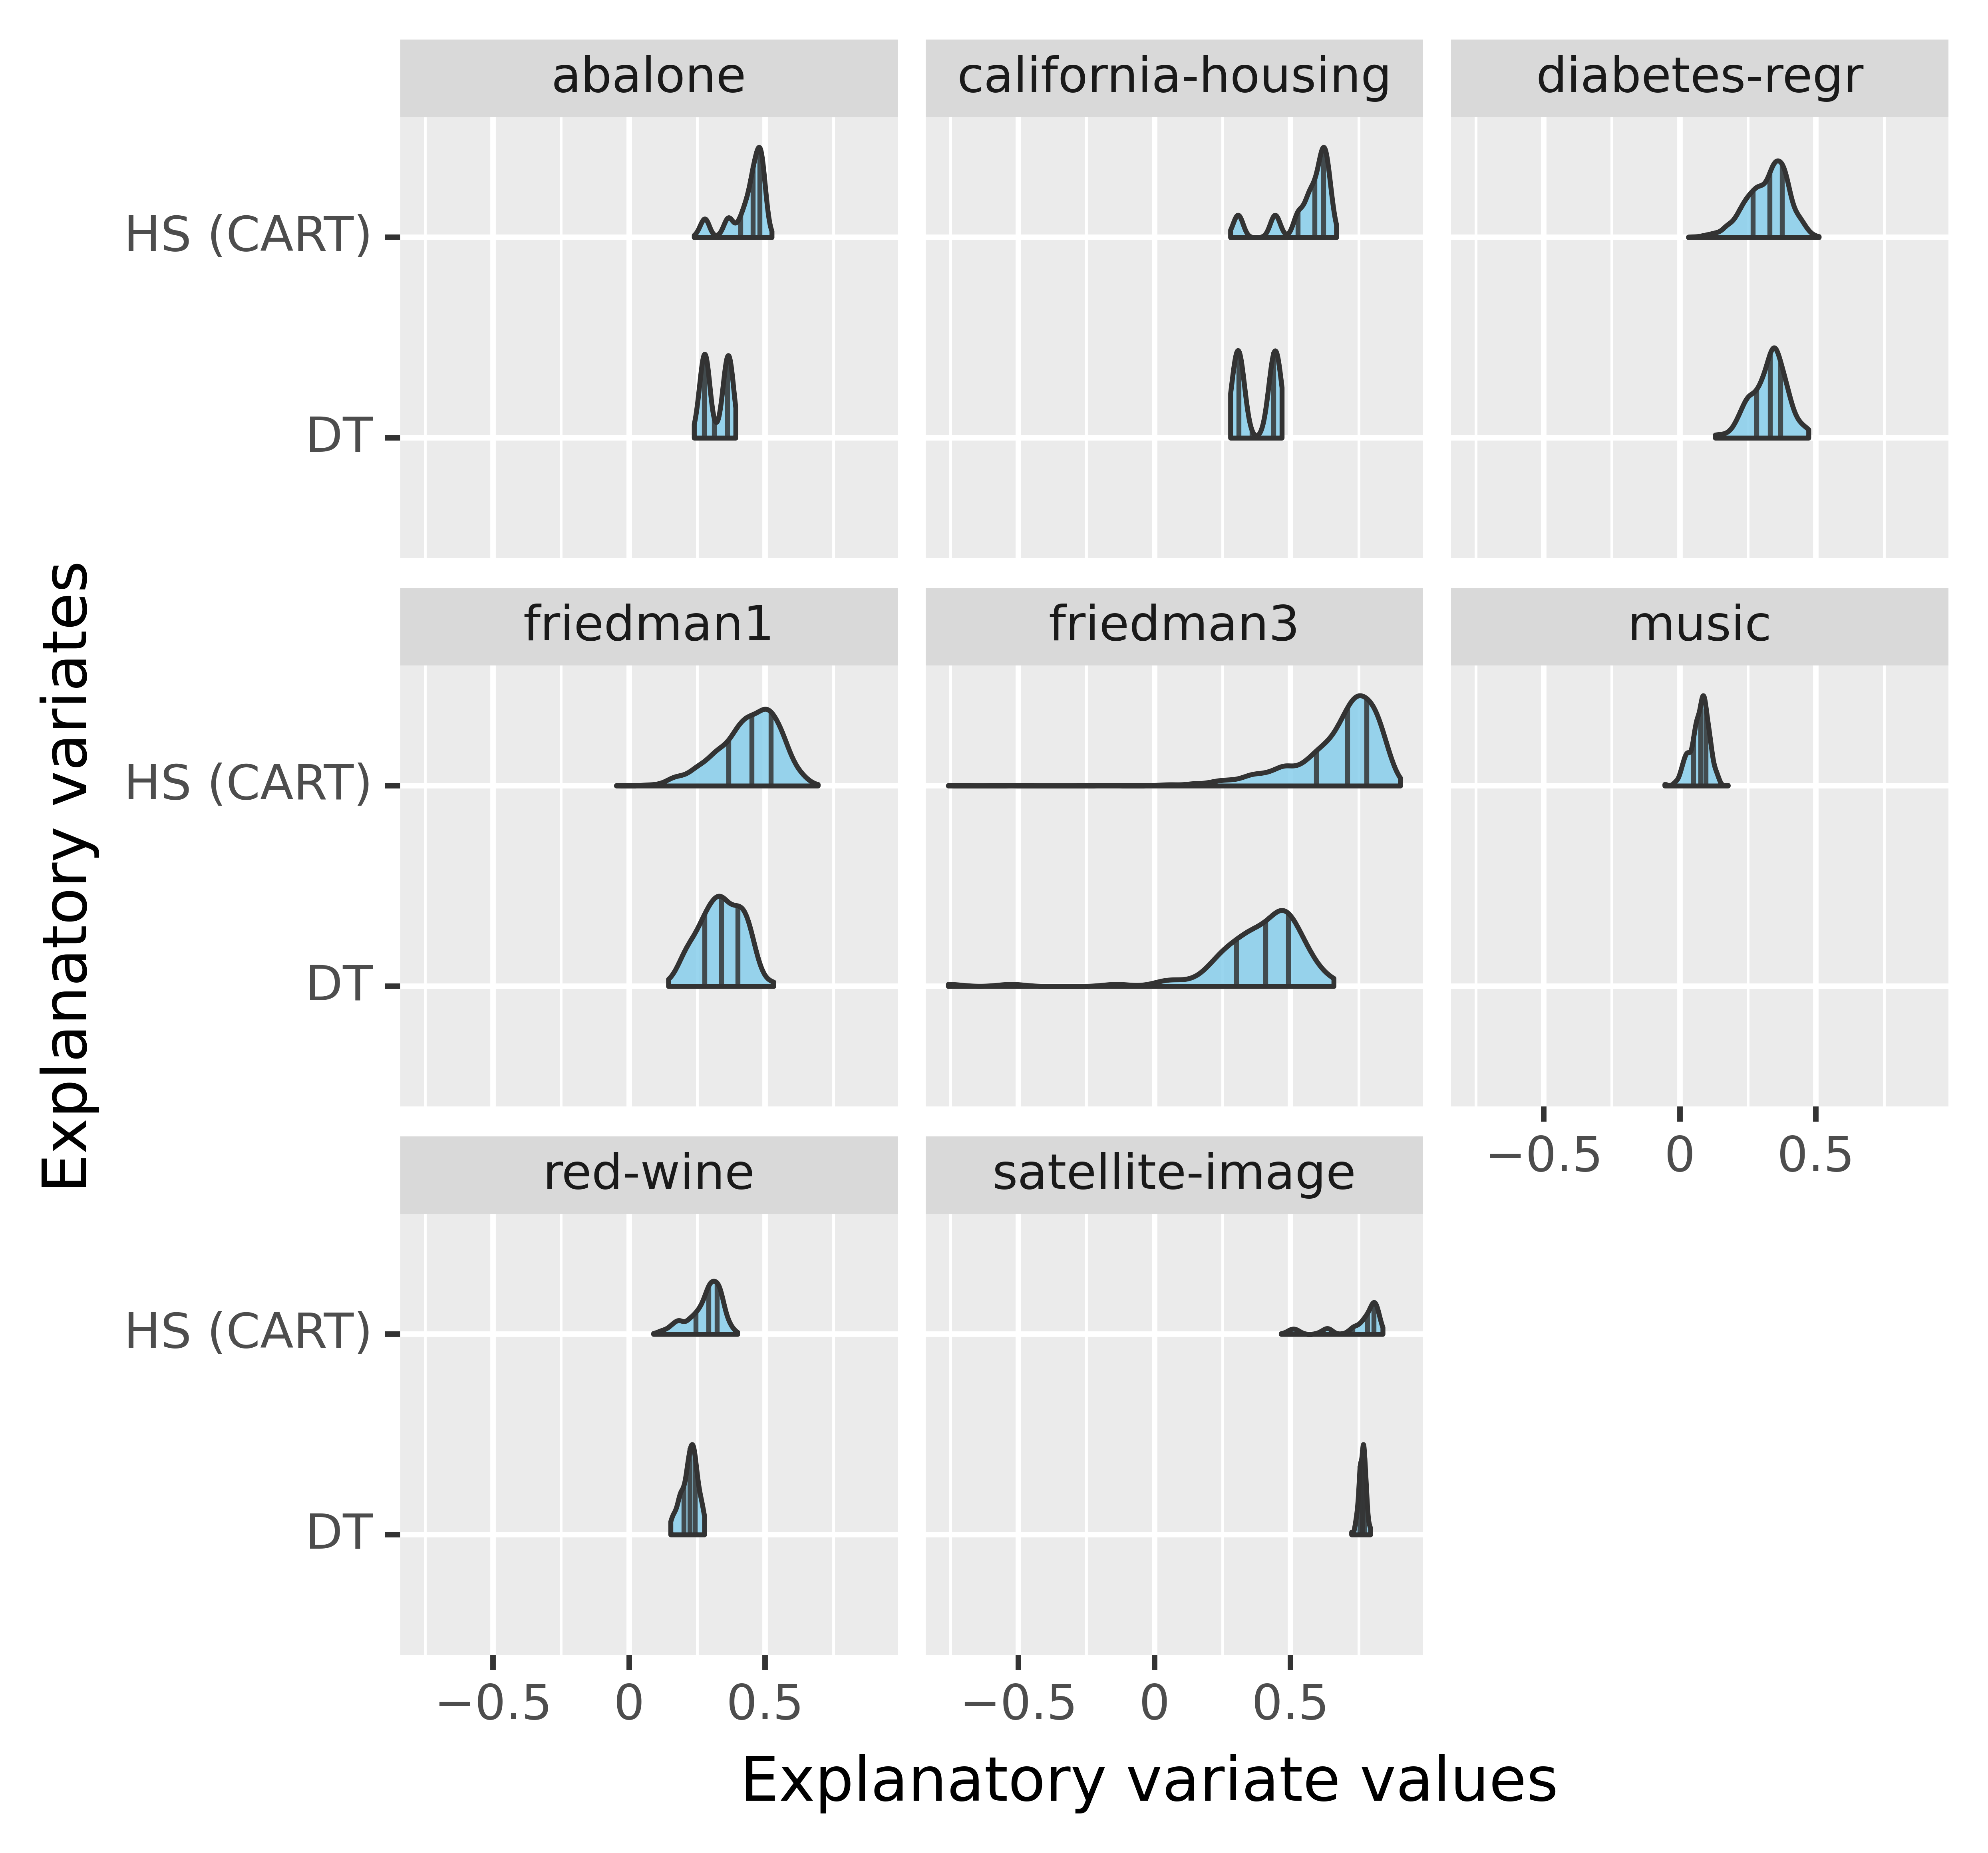 abalone
california-housing
diabetes-regr
HS (CART)
DT
friedman1
friedman3
music
HS (CART)
DT
−0.5 0 0.5
red-wine
satellite-image
HS (CART)
DT
−0.5 0 0.5
−0.5 0 0.5
Explanatory variate values
Explanatory variates